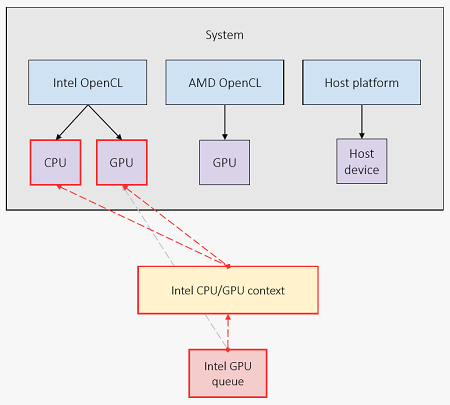 System
Intel OpenCL
AMD OpenCL
Host platform
CPU
GPU
GPU
Host
device
Intel CPU/GPU context
Intel GPU
queue